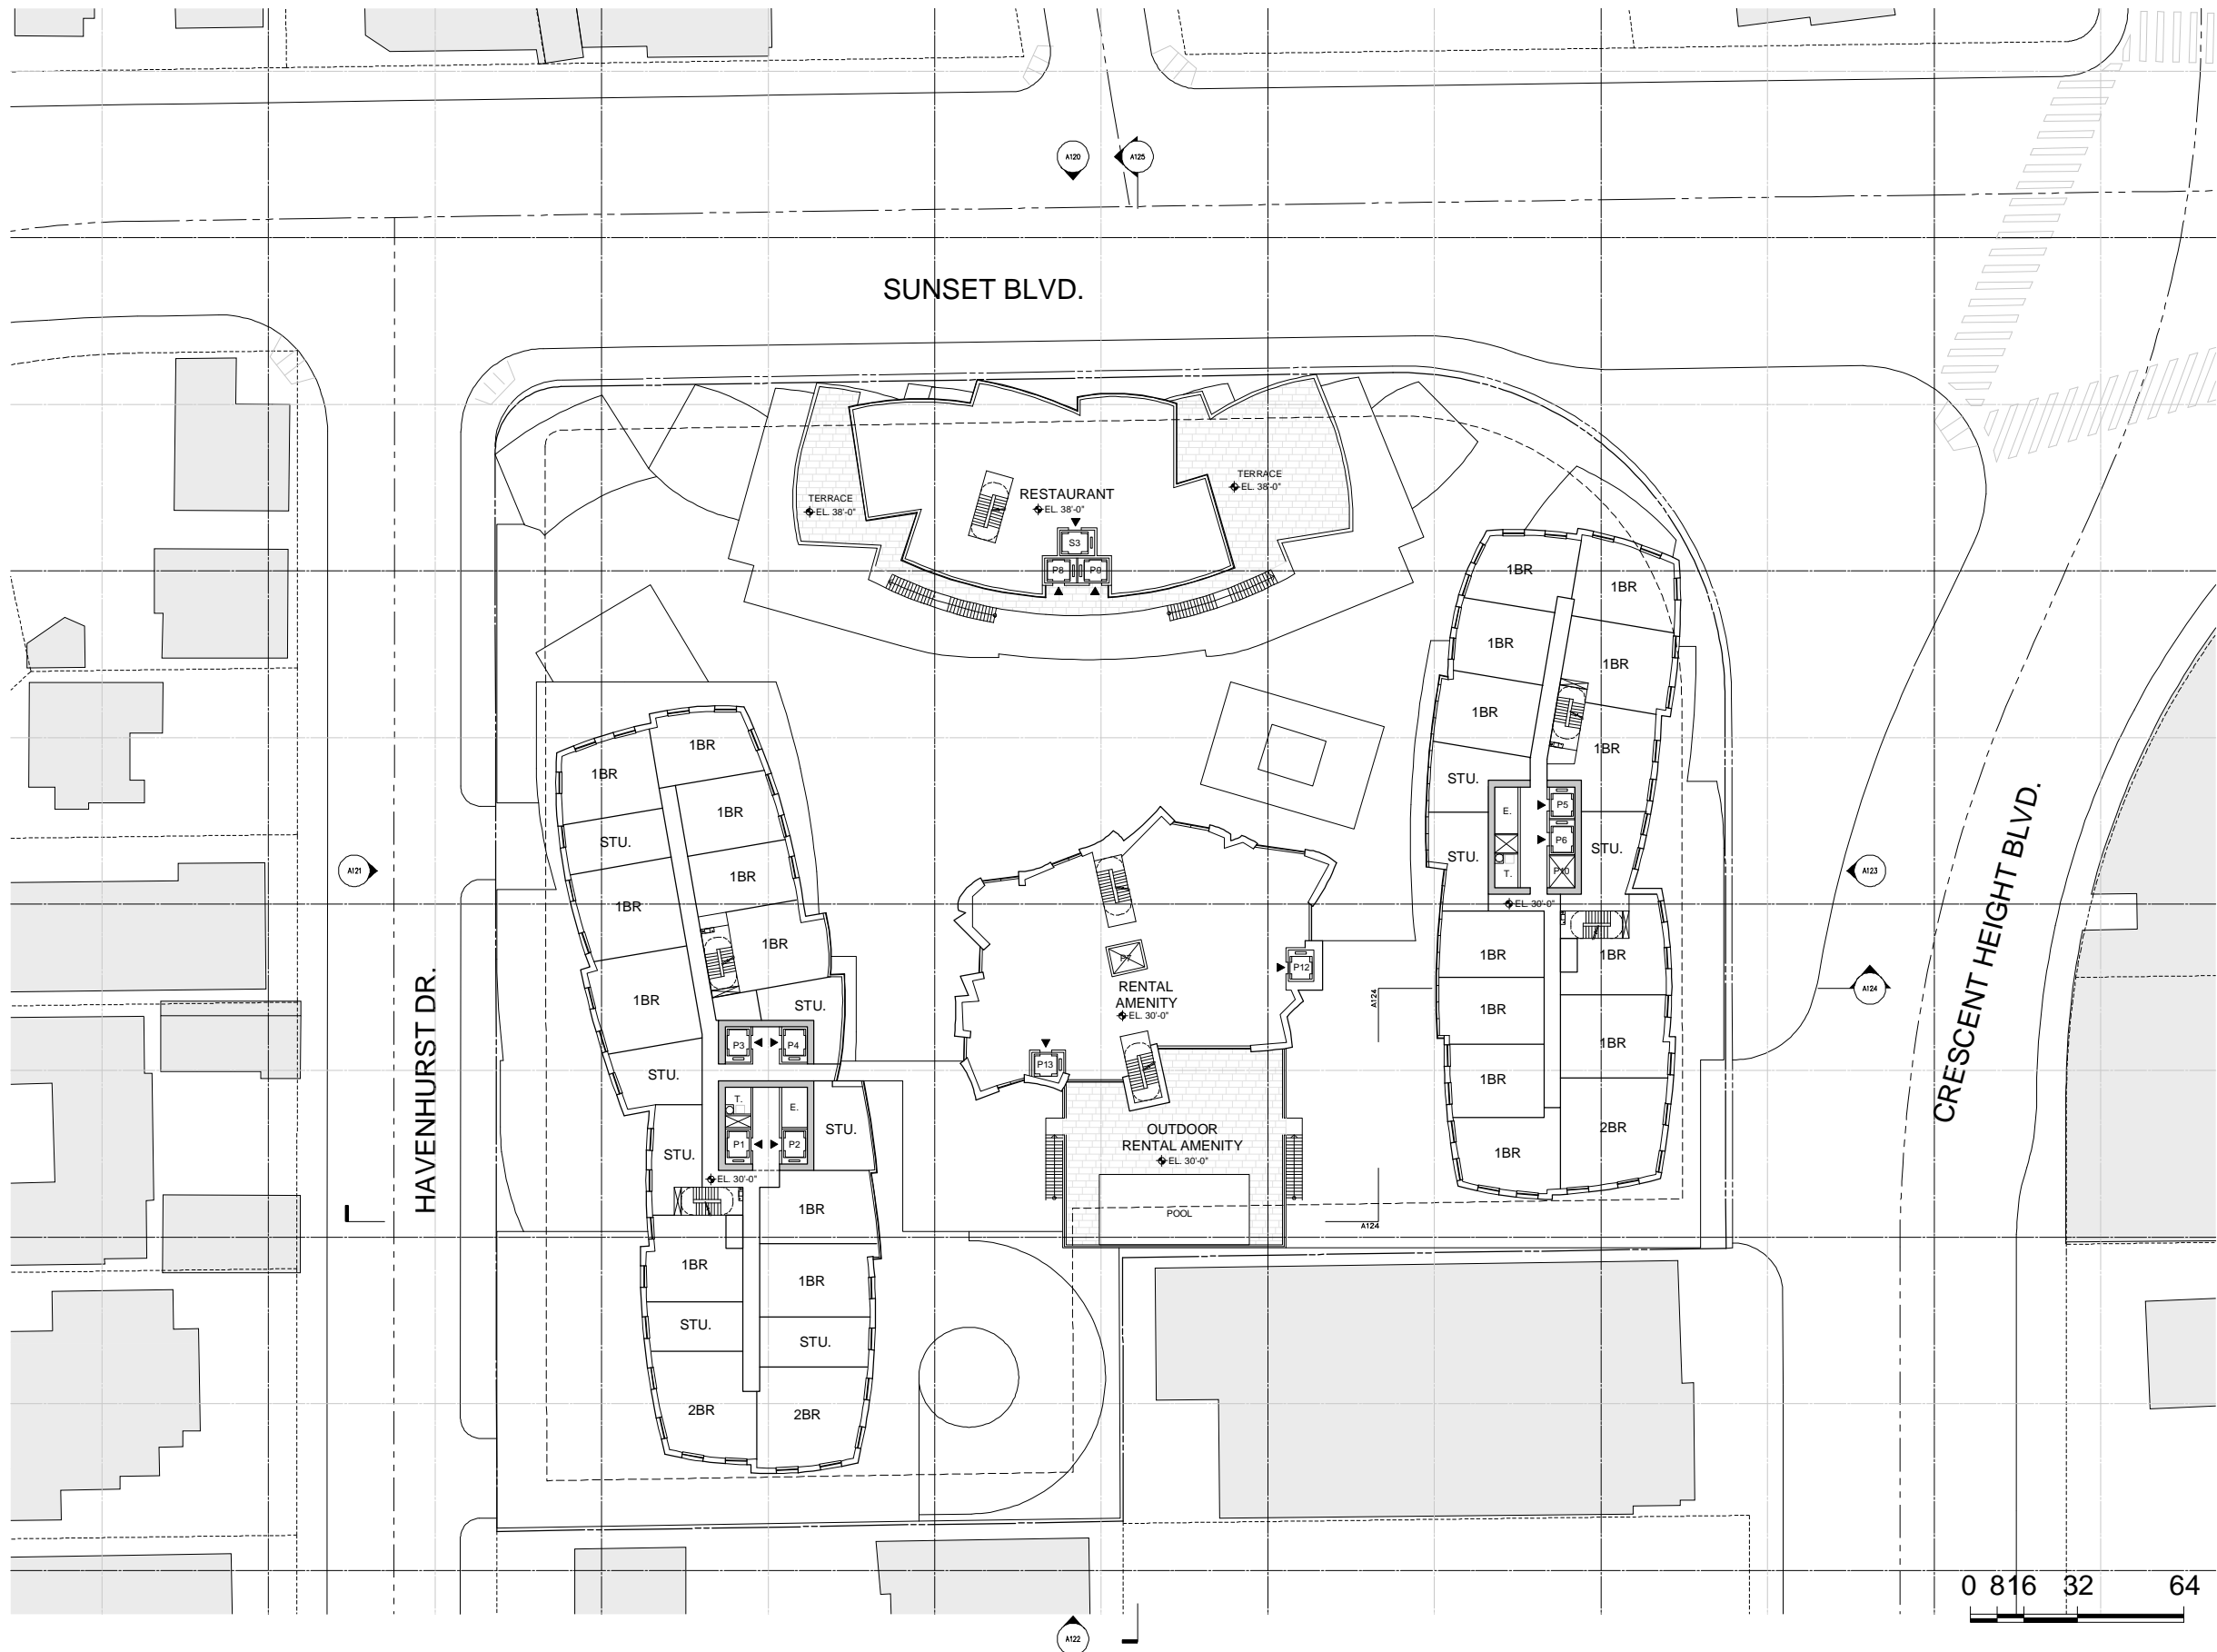 A120
A125
SUNSET BLVD.
TERRACE
EL. 38'-0"
RESTAURANT
EL. 38'-0"
TERRACE
EL. 38'-0"
S3
P8
P9
1BR
1BR
1BR
1BR
1BR
1BR
STU.
STU.
STU.
E.
T.
P5
P6
P10
EL. 30'-0"
1BR
1BR
1BR
1BR
1BR
1BR
2BR
1BR
1BR
STU.
1BR
1BR
1BR
1BR
1BR
STU.
STU.
P3
P4
T.
E.
P1
P2
STU.
STU.
EL. 30'-0"
1BR
1BR
1BR
STU.
STU.
2BR
2BR
P7
P12
RENTAL
AMENITY
EL. 30'-0"
P13
OUTDOOR
RENTAL AMENITY
EL. 30'-0"
POOL
A124
A124
A121
A123
A124
HAVENHURST DR.
CRESCENT HEIGHT BLVD.
0 8 16 32 64
A122